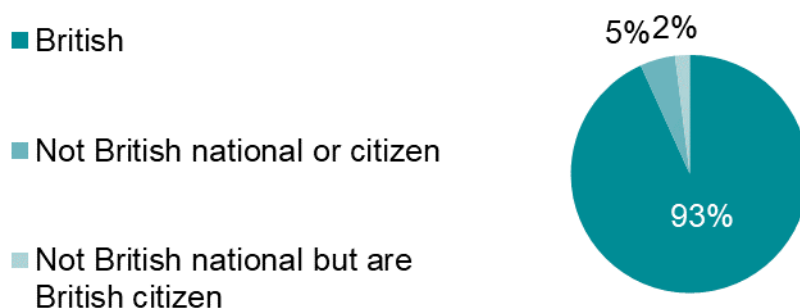 British
5% 2%
Not British national or citizen
93%
Not British national but are
British citizen